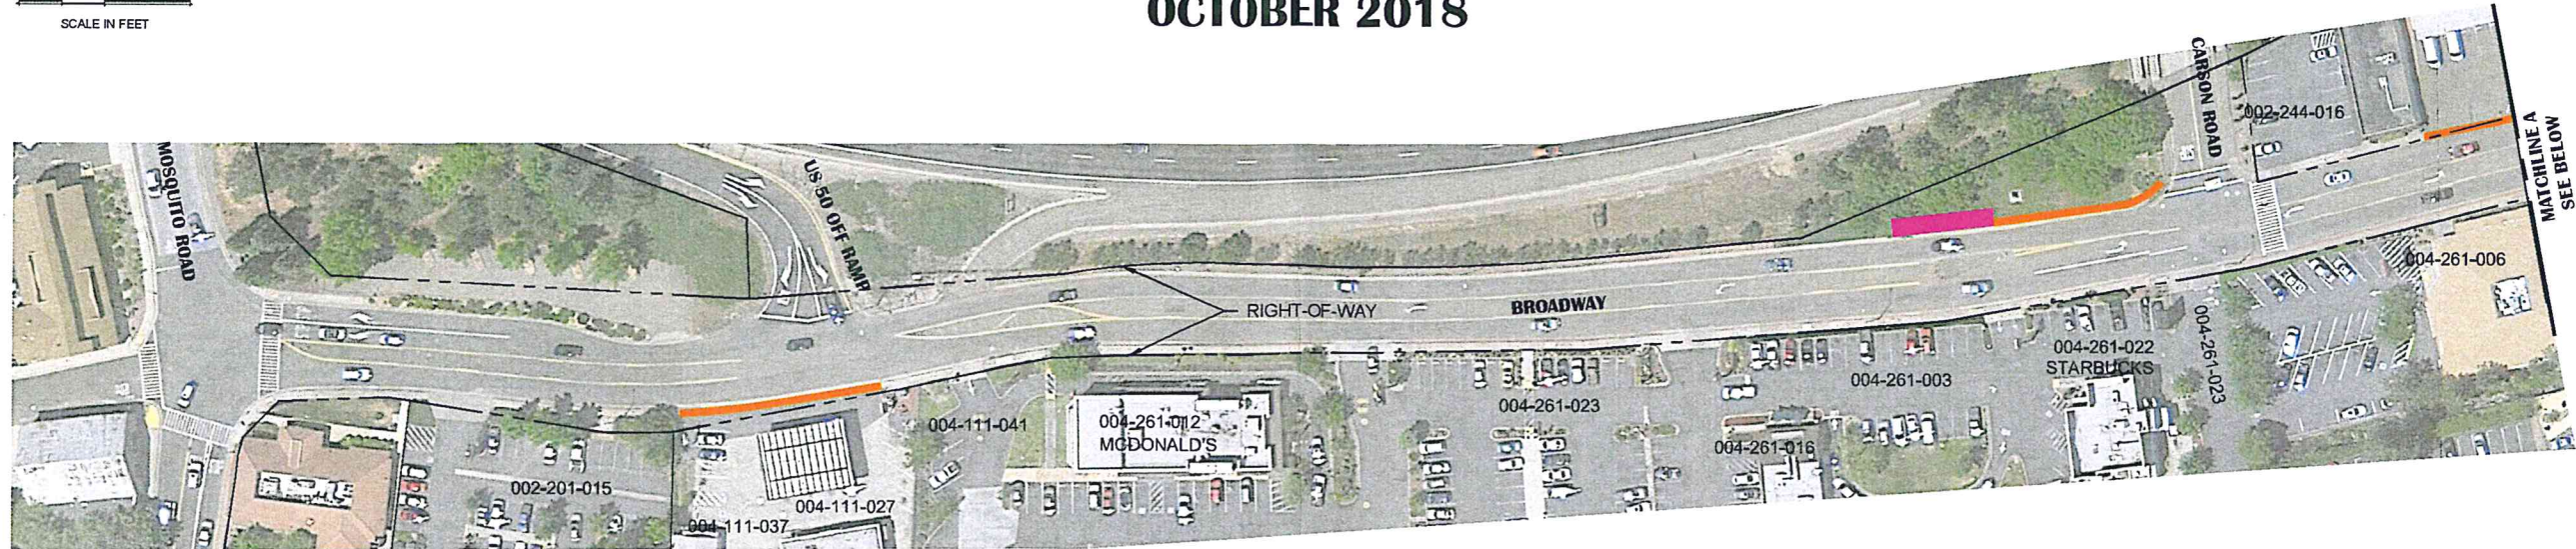 OCTOBER 2018
SCALE IN FEET
MOSQUITO ROAD
US 50 OFF RAMP
CARSON ROAD
002-244-016
MATCHLINE A
SEE BELOW
RIGHT-OF-WAY
BROADWAY
004-261-006
004-261-022
STARBUCKS
004-261-023
004-261-003
004-261-023
004-261-016
004-111-041
004-261-012
MCDONALD'S
002-201-015
004-111-027
004-111-037